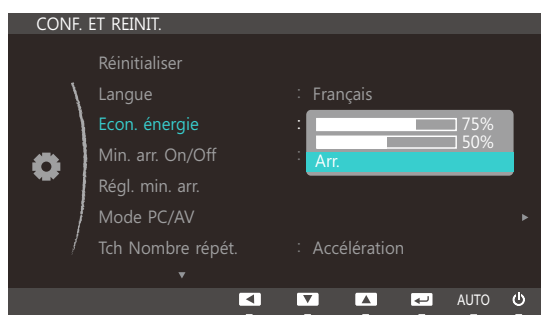 CONF. ET REINIT.
Réinitialiser
Langue : Français
Econ. énergie : 75%
50%
Min. arr. On/Off : Arr.
Régl. min. arr.
Mode PC/AV
Tch Nombre répét. : Accélération
AUTO